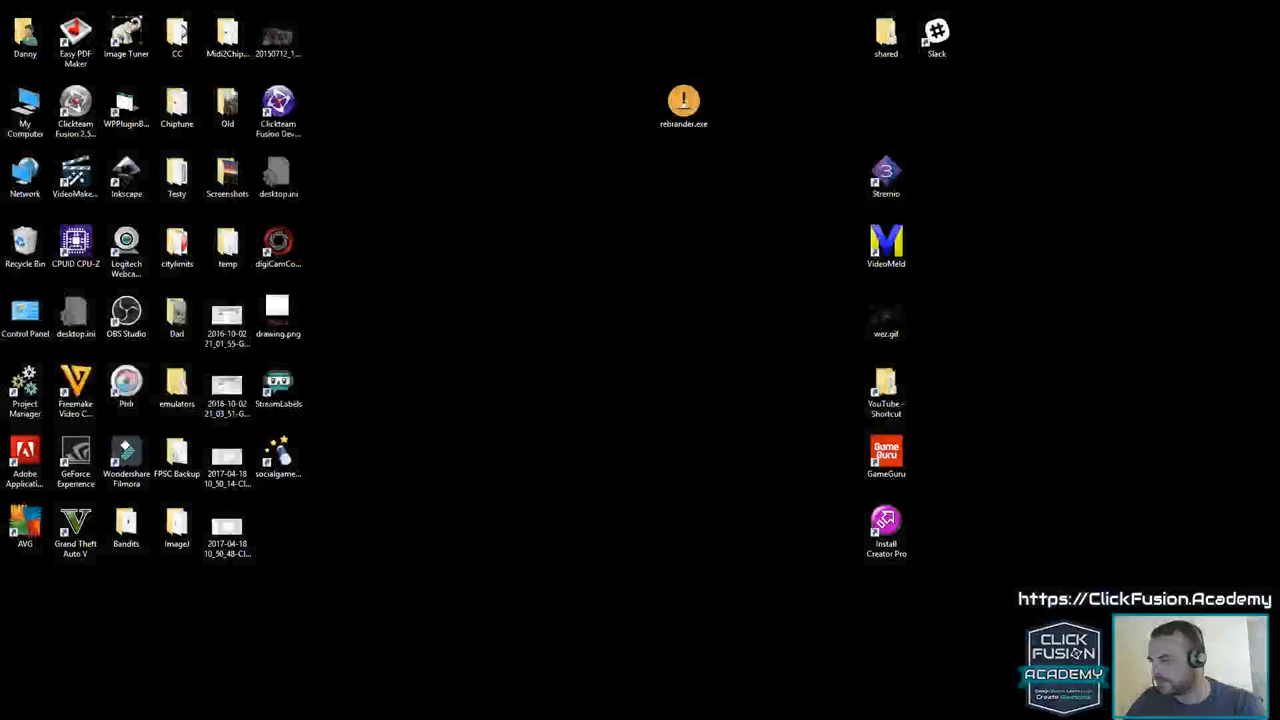 Danny
Easy PDF
Maker
Image Tuner
CC
Midi2Chip...
20150712_1...
shared
Slack
My
Computer
Clickteam
Fusion 2.5...
WPPluginB...
Chiptune
Old
Clickteam
Fusion Dev...
rebrander.exe
Network
VideoMake...
Inkscape
Testy
Screenshots
desktop.ini
Stremio
Recycle Bin
CPUID CPU-Z
Logitech
Webca...
citylimits
temp
digiCamCo...
VideoMeld
Control Panel
desktop.ini
OBS Studio
Dad
2016-10-02
21_01_55-G...
drawing.png
wez.gif
Project
Manager
Freemake
Video C...
emulators
2016-10-02
21_03_51-G...
StreamLabels
YouTube -
Shortcut
Adobe
Applicati...
GeForce
Experience
Wondershare
Filmora
FPSC Backup
2017-04-18
10_50_14-Cl...
socialgame...
GameGuru
GameGuru
AVG
Grand Theft
Auto V
Bandits
ImageJ
2017-04-18
10_50_48-Cl...
Install
Creator Pro
https://ClickFusion.Academy
CLICK
FUSION
ACADEMY
Create Awesome.